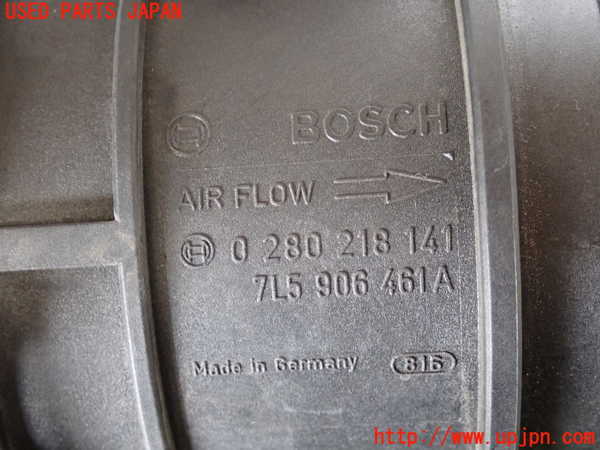 USED PARTS JAPAN
BOSCH
AIR FLOW
0 280 218 141
7L5 906 461A
Made in Germany
816
http://www.upjpn.com/